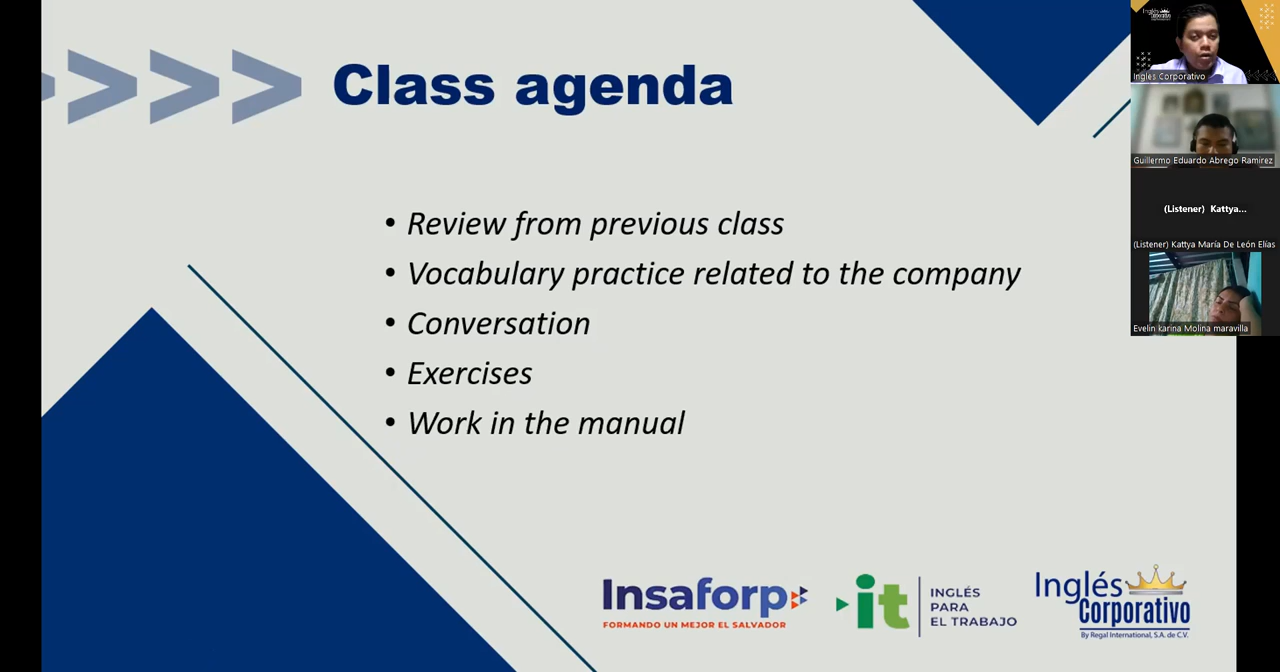 Class agenda
• Review from previous class
• Vocabulary practice related to the company
• Conversation
• Exercises
• Work in the manual
Insaforp
FORMANDO UN MEJOR EL SALVADOR
it
INGLÉS
PARA
EL TRABAJO
Inglés
Corporativo
By Regal International, S.A. de C.V.
Inglés
Corporativo
Ingles Corporativo
Guillermo Eduardo Abrego Ramirez
(Listener) Kattya...
(Listener) Kattya María De León Elías
Evelin karina Molina maravilla